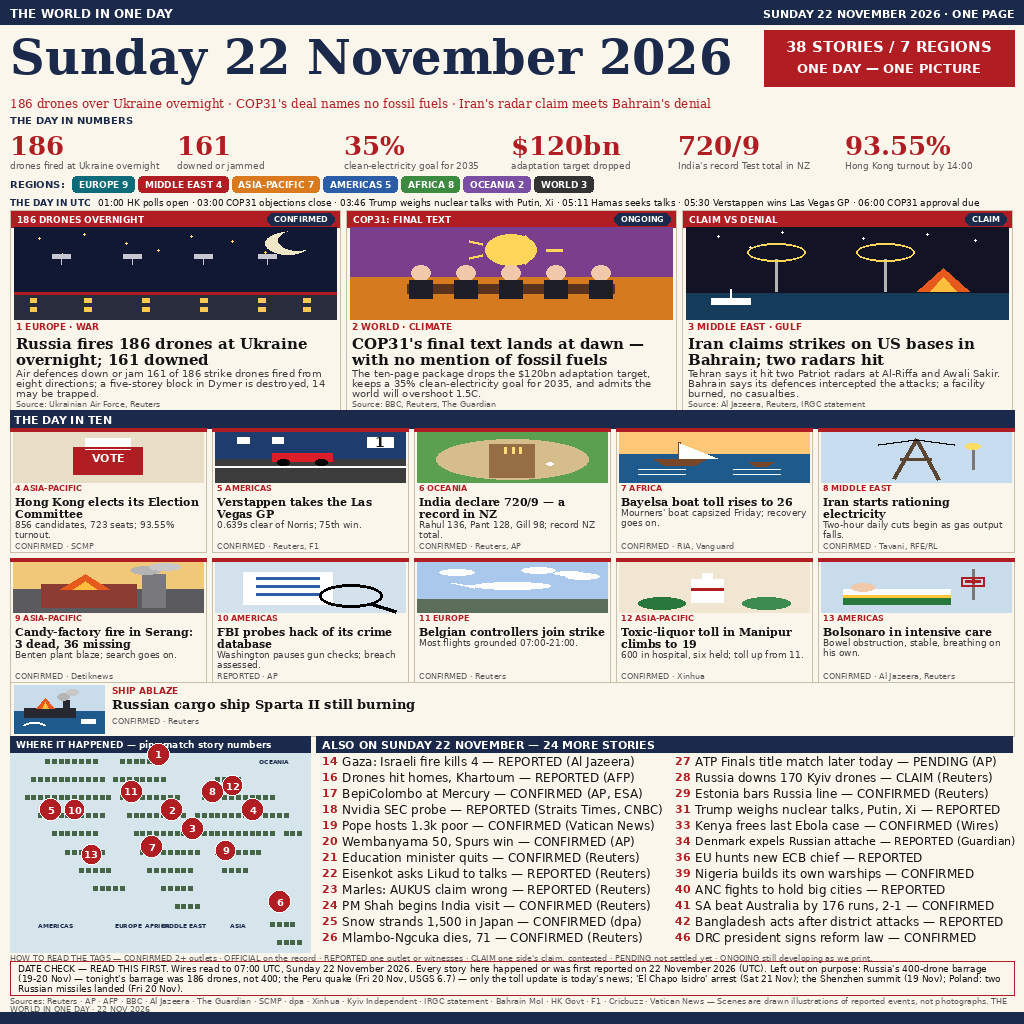 THE WORLD IN ONE DAY
SUNDAY 22 NOVEMBER 2026 · ONE PAGE
Sunday 22 November 2026
38 STORIES / 7 REGIONS
ONE DAY — ONE PICTURE
186 drones over Ukraine overnight · COP31's deal names no fossil fuels · Iran's radar claim meets Bahrain's denial
THE DAY IN NUMBERS
186
drones fired at Ukraine overnight
161
downed or jammed
35%
clean-electricity goal for 2035
$120bn
adaptation target dropped
720/9
India's record Test total in NZ
93.55%
Hong Kong turnout by 14:00
REGIONS: EUROPE 9 MIDDLE EAST 4 ASIA-PACIFIC 7 AMERICAS 5 AFRICA 8 OCEANIA 2 WORLD 3
THE DAY IN UTC 01:00 HK polls open · 03:00 COP31 objections close · 03:46 Trump weighs nuclear talks with Putin, Xi · 05:11 Hamas seeks talks · 05:30 Verstappen wins Las Vegas GP · 06:00 COP31 approval due
186 DRONES OVERNIGHT CONFIRMED
1 EUROPE · WAR
Russia fires 186 drones at Ukraine
overnight; 161 downed
Air defences down or jam 161 of 186 strike drones fired from
eight directions; a five-storey block in Dymer is destroyed, 14
may be trapped.
Source: Ukrainian Air Force, Reuters
COP31: FINAL TEXT ONGOING
2 WORLD · CLIMATE
COP31's final text lands at dawn —
with no mention of fossil fuels
The ten-page package drops the $120bn adaptation target,
keeps a 35% clean-electricity goal for 2035, and admits the
world will overshoot 1.5C.
Source: BBC, Reuters, The Guardian
CLAIM VS DENIAL CLAIM
3 MIDDLE EAST · GULF
Iran claims strikes on US bases in
Bahrain; two radars hit
Tehran says it hit two Patriot radars at Al-Riffa and Awali Sakir.
Bahrain says its defences intercepted the attacks; a facility
burned, no casualties.
Source: Al Jazeera, Reuters, IRGC statement
THE DAY IN TEN
VOTE
4 ASIA-PACIFIC
Hong Kong elects its Election
Committee
856 candidates, 723 seats; 93.55%
turnout.
CONFIRMED · SCMP
1
5 AMERICAS
Verstappen takes the Las
Vegas GP
0.639s clear of Norris; 75th win.
CONFIRMED · Reuters, F1
6 OCEANIA
India declare 720/9 — a
record in NZ
Rahul 136, Pant 128, Gill 98; record NZ
total.
CONFIRMED · Reuters, AP
7 AFRICA
Bayelsa boat toll rises to 26
Mourners' boat capsized Friday; recovery
goes on.
CONFIRMED · RIA, Vanguard
8 MIDDLE EAST
Iran starts rationing
electricity
Two-hour daily cuts begin as gas output
falls.
CONFIRMED · Tavani, RFE/RL
9 ASIA-PACIFIC
Candy-factory fire in Serang:
3 dead, 36 missing
Benten plant blaze; search goes on.
CONFIRMED · Detiknews
10 AMERICAS
FBI probes hack of its crime
database
Washington pauses gun checks; breach
assessed.
REPORTED · AP
11 EUROPE
Belgian controllers join strike
Most flights grounded 07:00-21:00.
CONFIRMED · Reuters
12 ASIA-PACIFIC
Toxic-liquor toll in Manipur
climbs to 19
600 in hospital, six held; toll up from 11.
CONFIRMED · Xinhua
13 AMERICAS
Bolsonaro in intensive care
Bowel obstruction, stable, breathing on
his own.
CONFIRMED · Al Jazeera, Reuters
SHIP ABLAZE
Russian cargo ship Sparta II still burning
CONFIRMED · Reuters
WHERE IT HAPPENED — pins match story numbers
OCEANIA
1
11
8
12
5
10
2
4
3
7
9
13
6
AMERICAS
EUROPE
AFRICA
MIDDLE EAST
ASIA
ALSO ON SUNDAY 22 NOVEMBER — 24 MORE STORIES
14 Gaza: Israeli fire kills 4 — REPORTED (Al Jazeera)
16 Drones hit homes, Khartoum — REPORTED (AFP)
17 BepiColombo at Mercury — CONFIRMED (AP, ESA)
18 Nvidia SEC probe — REPORTED (Straits Times, CNBC)
19 Pope hosts 1.3k poor — CONFIRMED (Vatican News)
20 Wembanyama 50, Spurs win — CONFIRMED (AP)
21 Education minister quits — CONFIRMED (Reuters)
22 Eisenkot asks Likud to talks — REPORTED (Reuters)
23 Marles: AUKUS claim wrong — REPORTED (Reuters)
24 PM Shah begins India visit — CONFIRMED (Reuters)
25 Snow strands 1,500 in Japan — CONFIRMED (dpa)
26 Mlambo-Ngcuka dies, 71 — CONFIRMED (Reuters)
27 ATP Finals title match later today — PENDING (AP)
28 Russia downs 170 Kyiv drones — CLAIM (Reuters)
29 Estonia bars Russia line — CONFIRMED (Reuters)
31 Trump weighs nuclear talks, Putin, Xi — REPORTED
33 Kenya frees last Ebola case — CONFIRMED (Wires)
34 Denmark expels Russian attache — REPORTED (Guardian)
36 EU hunts new ECB chief — REPORTED
39 Nigeria builds its own warships — CONFIRMED
40 ANC fights to hold big cities — REPORTED
41 SA beat Australia by 176 runs, 2-1 — CONFIRMED
42 Bangladesh acts after district attacks — REPORTED
46 DRC president signs reform law — CONFIRMED
HOW TO READ THE TAGS — CONFIRMED 2+ outlets · OFFICIAL on the record · REPORTED one outlet or witnesses · CLAIM one side's claim, contested · PENDING not settled yet · ONGOING still developing as we print.
DATE CHECK — READ THIS FIRST. Wires read to 07:00 UTC, Sunday 22 November 2026. Every story here happened or was first reported on 22 November 2026 (UTC). Left out on purpose: Russia's 400-drone barrage
(19-20 Nov) — tonight's barrage was 186 drones, not 400; the Peru quake (Fri 20 Nov, USGS 6.7) — only the toll update is today's news; 'El Chapo Isidro' arrest (Sat 21 Nov); the Shenzhen summit (19 Nov); Poland: two
Russian missiles landed (Fri 20 Nov).
Sources: Reuters · AP · AFP · BBC · Al Jazeera · The Guardian · SCMP · dpa · Xinhua · Kyiv Independent · IRGC statement · Bahrain MoI · HK Govt · F1 · Cricbuzz · Vatican News — Scenes are drawn illustrations of reported events, not photographs. THE
WORLD IN ONE DAY · 22 NOV 2026